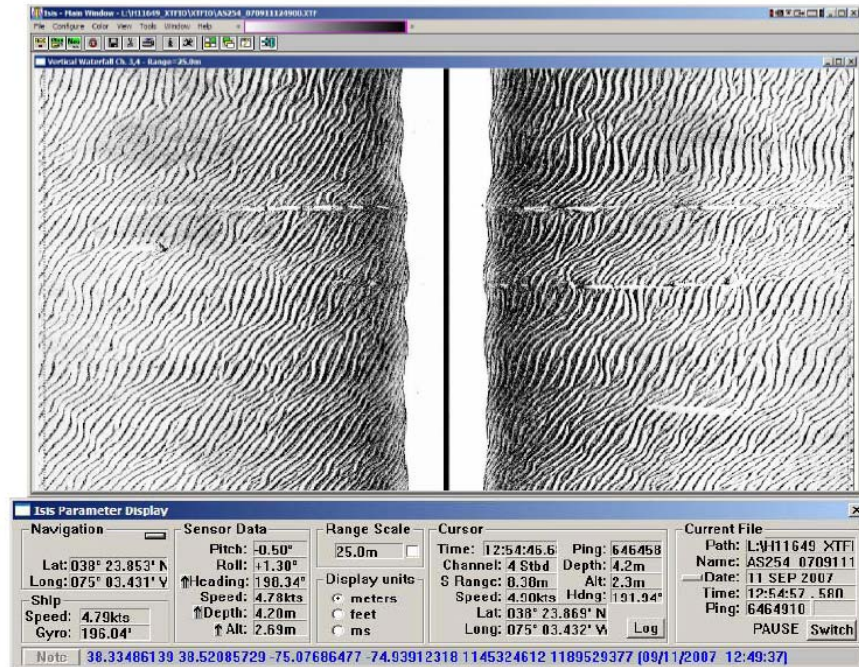 Isis - Main Window - L:\H11649_XTFIO\XTFIO\AS254_070911124900.XTF
File Configure Color View Tools Window Help
Vertical Waterfall Ch. 3,4 - Range=25.0m
Isis Parameter Display
Navigation
Lat: 038° 23.853' N
Long: 075° 03.431' W
Ship
Speed: 4.79kts
Gyro: 196.04°
Sensor Data
Pitch: -0.50°
Roll: +1.30°
Heading: 198.34°
Speed: 4.78kts
Depth: 4.20m
Alt: 2.69m
Range Scale
25.0m
Display units
meters
feet
ms
Cursor
Time: 12:54:46.6 Ping: 646458
Channel: 4 Stbd Depth: 4.2m
S Range: 8.38m Alt: 2.3m
Speed: 4.90kts Hdng: 191.94°
Lat: 038° 23.869' N
Long: 075° 03.432' W Log
Current File
Path: L:\H11649_XTFI
Name: AS254_0709111
Date: 11 SEP 2007
Time: 12:54:57 .580
Ping: 6464910
PAUSE Switch
Note 38.33486139 38.52085729 -75.07686477 -74.93912318 1145324612 1189529377 (09/11/2007 12:49:37)